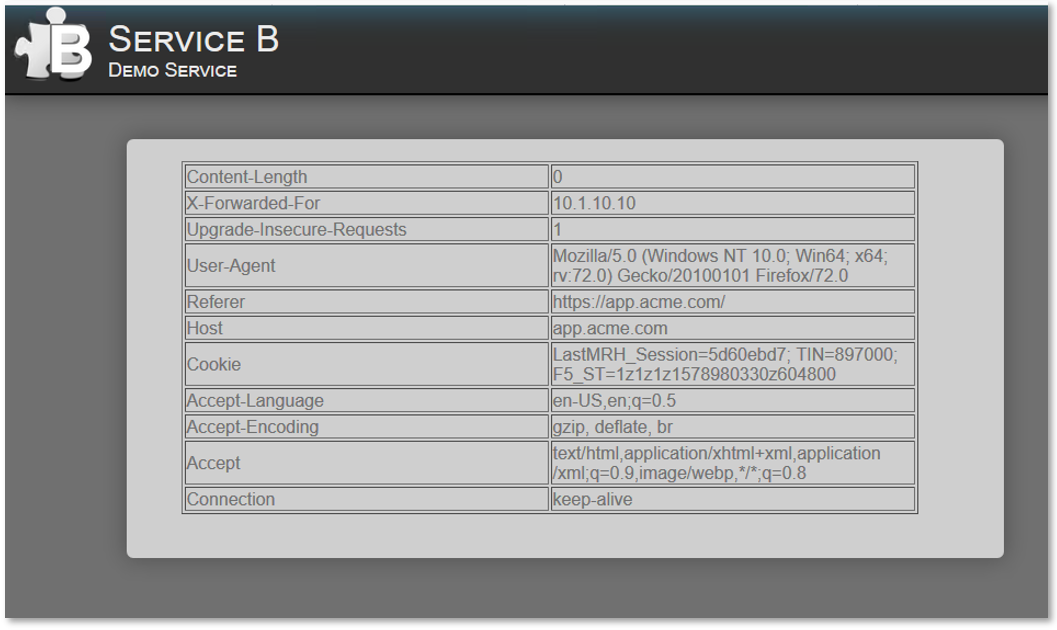 B
Service B
Demo Service
Content-Length 0
X-Forwarded-For 10.1.10.10
Upgrade-Insecure-Requests 1
User-Agent Mozilla/5.0 (Windows NT 10.0; Win64; x64;
rv:72.0) Gecko/20100101 Firefox/72.0
Referer https://app.acme.com/
Host app.acme.com
Cookie LastMRH_Session=5d60ebd7; TIN=897000;
F5_ST=1z1z1z1578980330z604800
Accept-Language en-US,en;q=0.5
Accept-Encoding gzip, deflate, br
Accept text/html,application/xhtml+xml,application
/xml;q=0.9,image/webp,*/*;q=0.8
Connection keep-alive